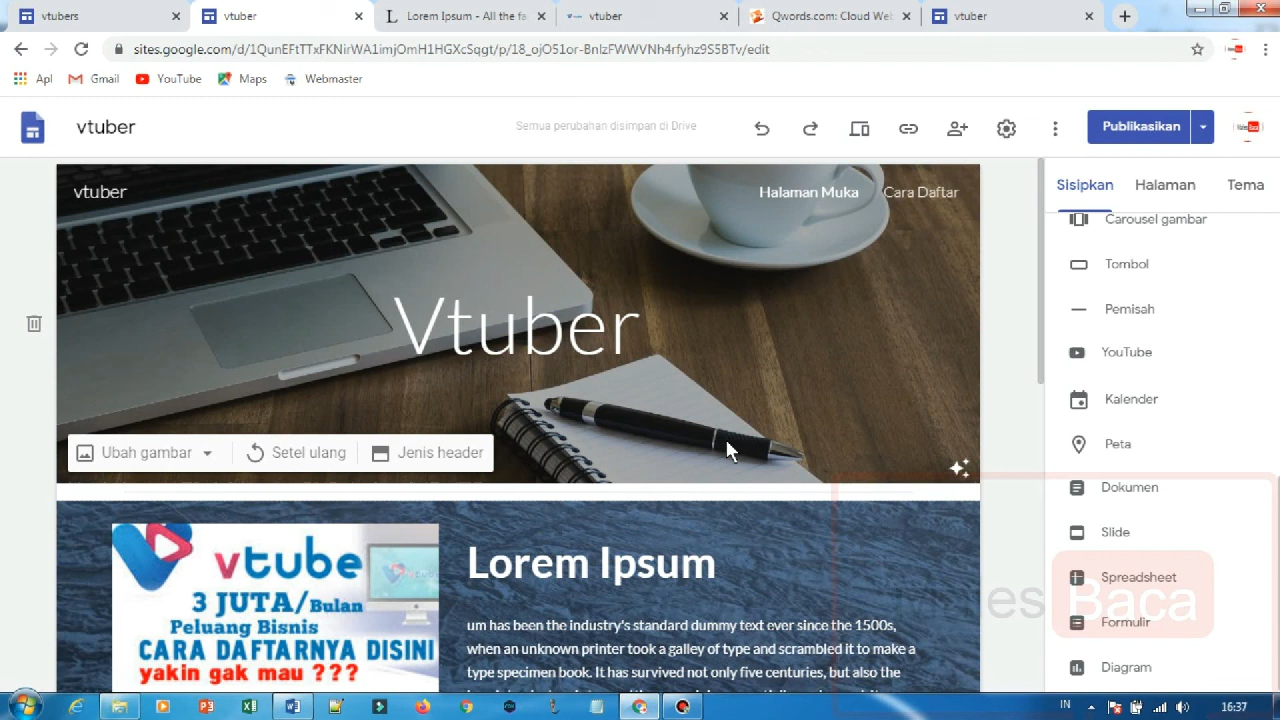 vtubers
vtuber
Lorem Ipsum - All the fa
vtuber
Qwords.com: Cloud Web
vtuber
sites.google.com/d/1QunEFtTTxFKNirWA1imjOmH1HGXcSqgt/p/18_ojO51or-BnlzFWWVNh4rfyhz9S5BTv/edit
Apl
Gmail
YouTube
Maps
Webmaster
vtuber
Semua perubahan disimpan di Drive
Publikasikan
vtuber
Halaman Muka
Cara Daftar
Vtuber
Ubah gambar
Setel ulang
Jenis header
vtube
3 JUTA/Bulan
Peluang Bisnis
CARA DAFTARNYA DISINI
yakin gak mau ???
Lorem Ipsum
um has been the industry's standard dummy text ever since the 1500s,
when an unknown printer took a galley of type and scrambled it to make a
type specimen book. It has survived not only five centuries, but also the
Sisipkan
Halaman
Tema
Carousel gambar
Tombol
Pemisah
YouTube
Kalender
Peta
Dokumen
Slide
Spreadsheet
Formulir
Diagram
es Baca
IN
16:37